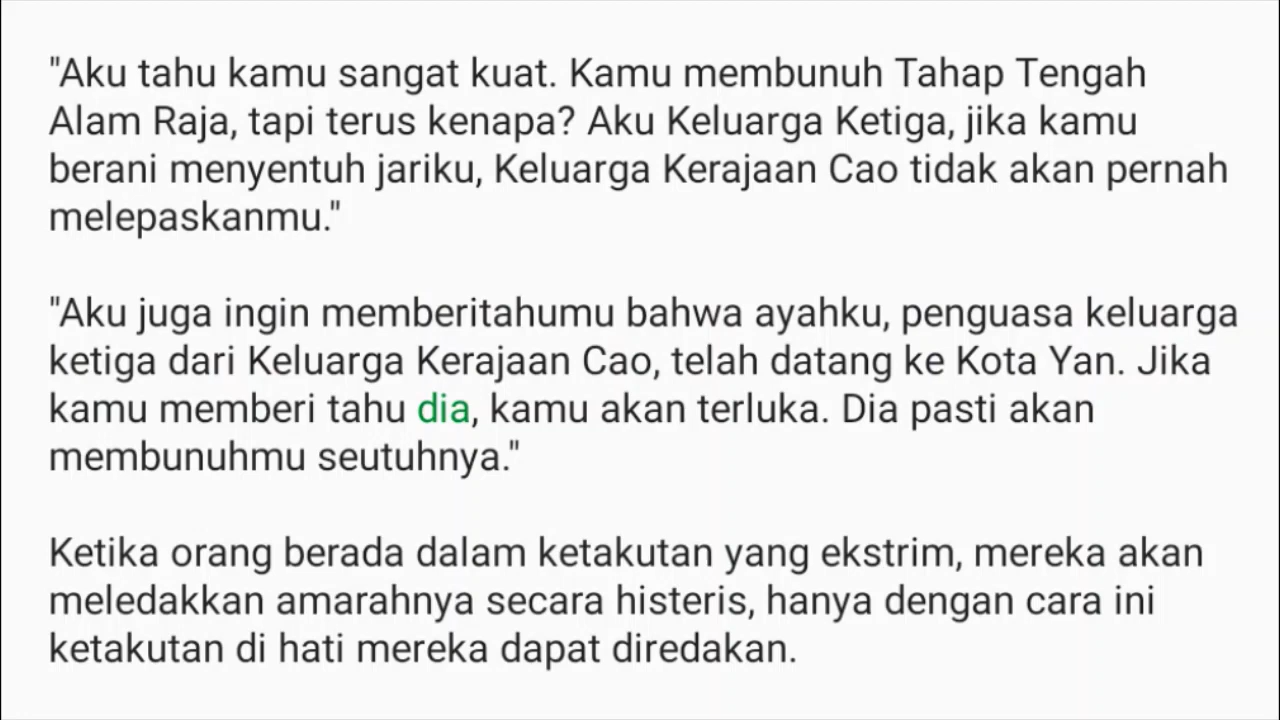 "Aku tahu kamu sangat kuat. Kamu membunuh Tahap Tengah
Alam Raja, tapi terus kenapa? Aku Keluarga Ketiga, jika kamu
berani menyentuh jariku, Keluarga Kerajaan Cao tidak akan pernah
melepaskanmu."
"Aku juga ingin memberitahumu bahwa ayahku, penguasa keluarga
ketiga dari Keluarga Kerajaan Cao, telah datang ke Kota Yan. Jika
kamu memberi tahu dia, kamu akan terluka. Dia pasti akan
membunuhmu seutuhnya."
Ketika orang berada dalam ketakutan yang ekstrim, mereka akan
meledakkan amarahnya secara histeris, hanya dengan cara ini
ketakutan di hati mereka dapat diredakan.